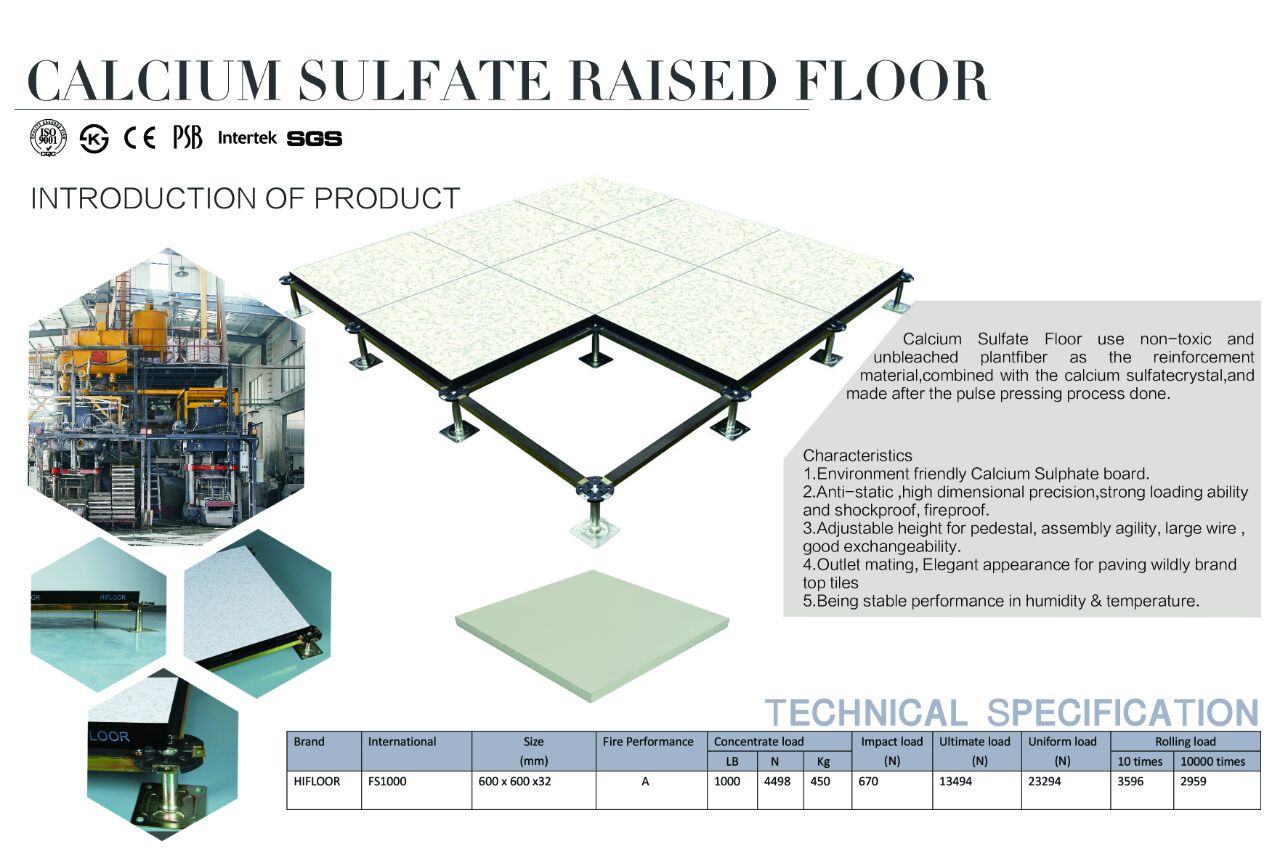 CALCIUM SULFATE RAISED FLOOR
ISO 9001 CQC K CE PSB Intertek SGS
INTRODUCTION OF PRODUCT
Calcium Sulfate Floor use non-toxic and
unbleached plantfiber as the reinforcement
material,combined with the calcium sulfatecrystal,and
made after the pulse pressing process done.
Characteristics
1.Environment friendly Calcium Sulphate board.
2.Anti-static ,high dimensional precision,strong loading ability
and shockproof, fireproof.
3.Adjustable height for pedestal, assembly agility, large wire ,
good exchangeability.
4.Outlet mating, Elegant appearance for paving wildly brand
top tiles
5.Being stable performance in humidity & temperature.
LOOR HIFLOOR
FLOOR
TECHNICAL SPECIFICATION
Brand International Size Fire Performance Concentrate load Impact load Ultimate load Uniform load Rolling load
(mm) LB N Kg (N) (N) (N) 10 times 10000 times
HIFLOOR FS1000 600 x 600 x32 A 1000 4498 450 670 13494 23294 3596 2959